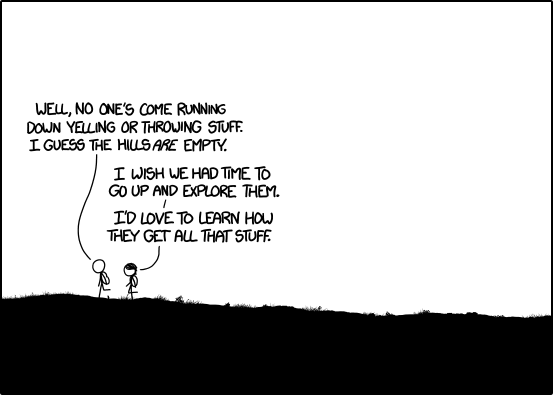 WELL, NO ONE'S COME RUNNING
DOWN YELLING OR THROWING STUFF.
I GUESS THE HILLS ARE EMPTY.
I WISH WE HAD TIME TO
GO UP AND EXPLORE THEM.
I'D LOVE TO LEARN HOW
THEY GET ALL THAT STUFF.